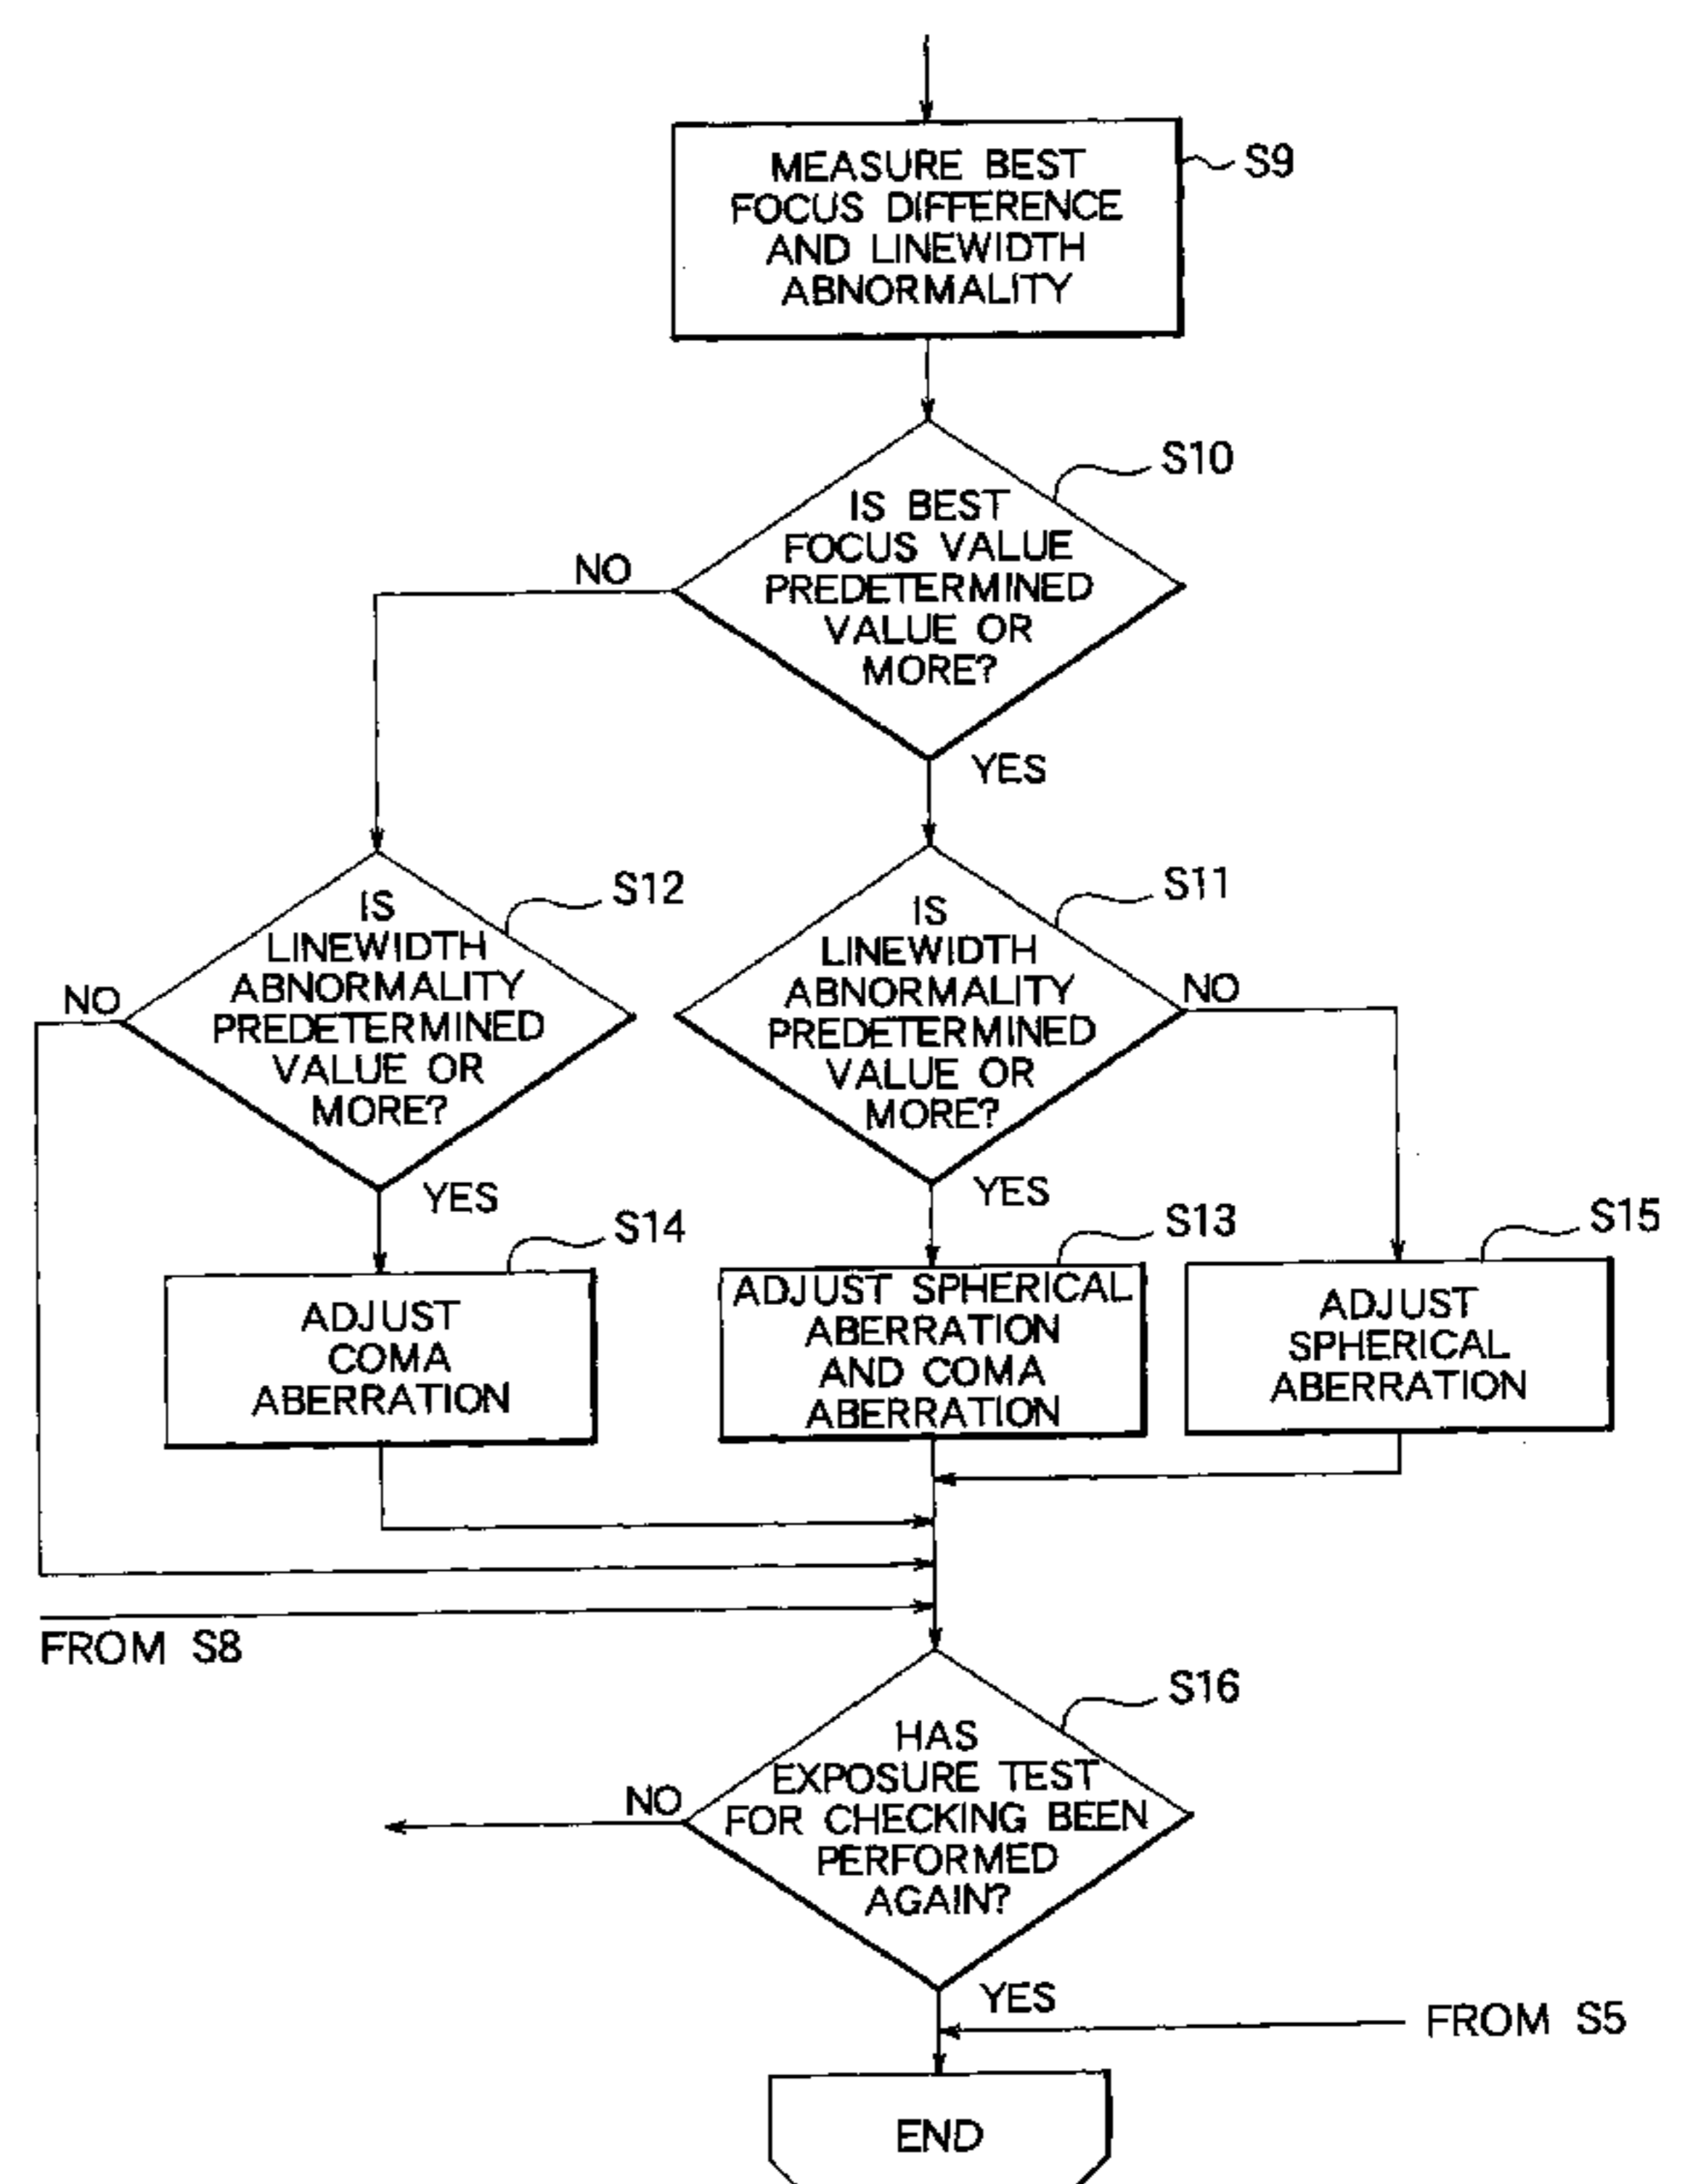 MEASURE BEST
FOCUS DIFFERENCE
AND LINEWIDTH
ABNORMALITY
S9
S10
IS BEST
FOCUS VALUE
PREDETERMINED
VALUE OR
MORE?
NO
YES
S12
IS
LINEWIDTH
ABNORMALITY
PREDETERMINED
VALUE OR
MORE?
NO
YES
S11
IS
LINEWIDTH
ABNORMALITY
PREDETERMINED
VALUE OR
MORE?
NO
YES
S14
ADJUST
COMA
ABERRATION
S13
ADJUST SPHERICAL
ABERRATION
AND COMA
ABERRATION
S15
ADJUST
SPHERICAL
ABERRATION
FROM S8
S16
HAS
EXPOSURE TEST
FOR CHECKING BEEN
PERFORMED
AGAIN?
NO
YES
FROM S5
END